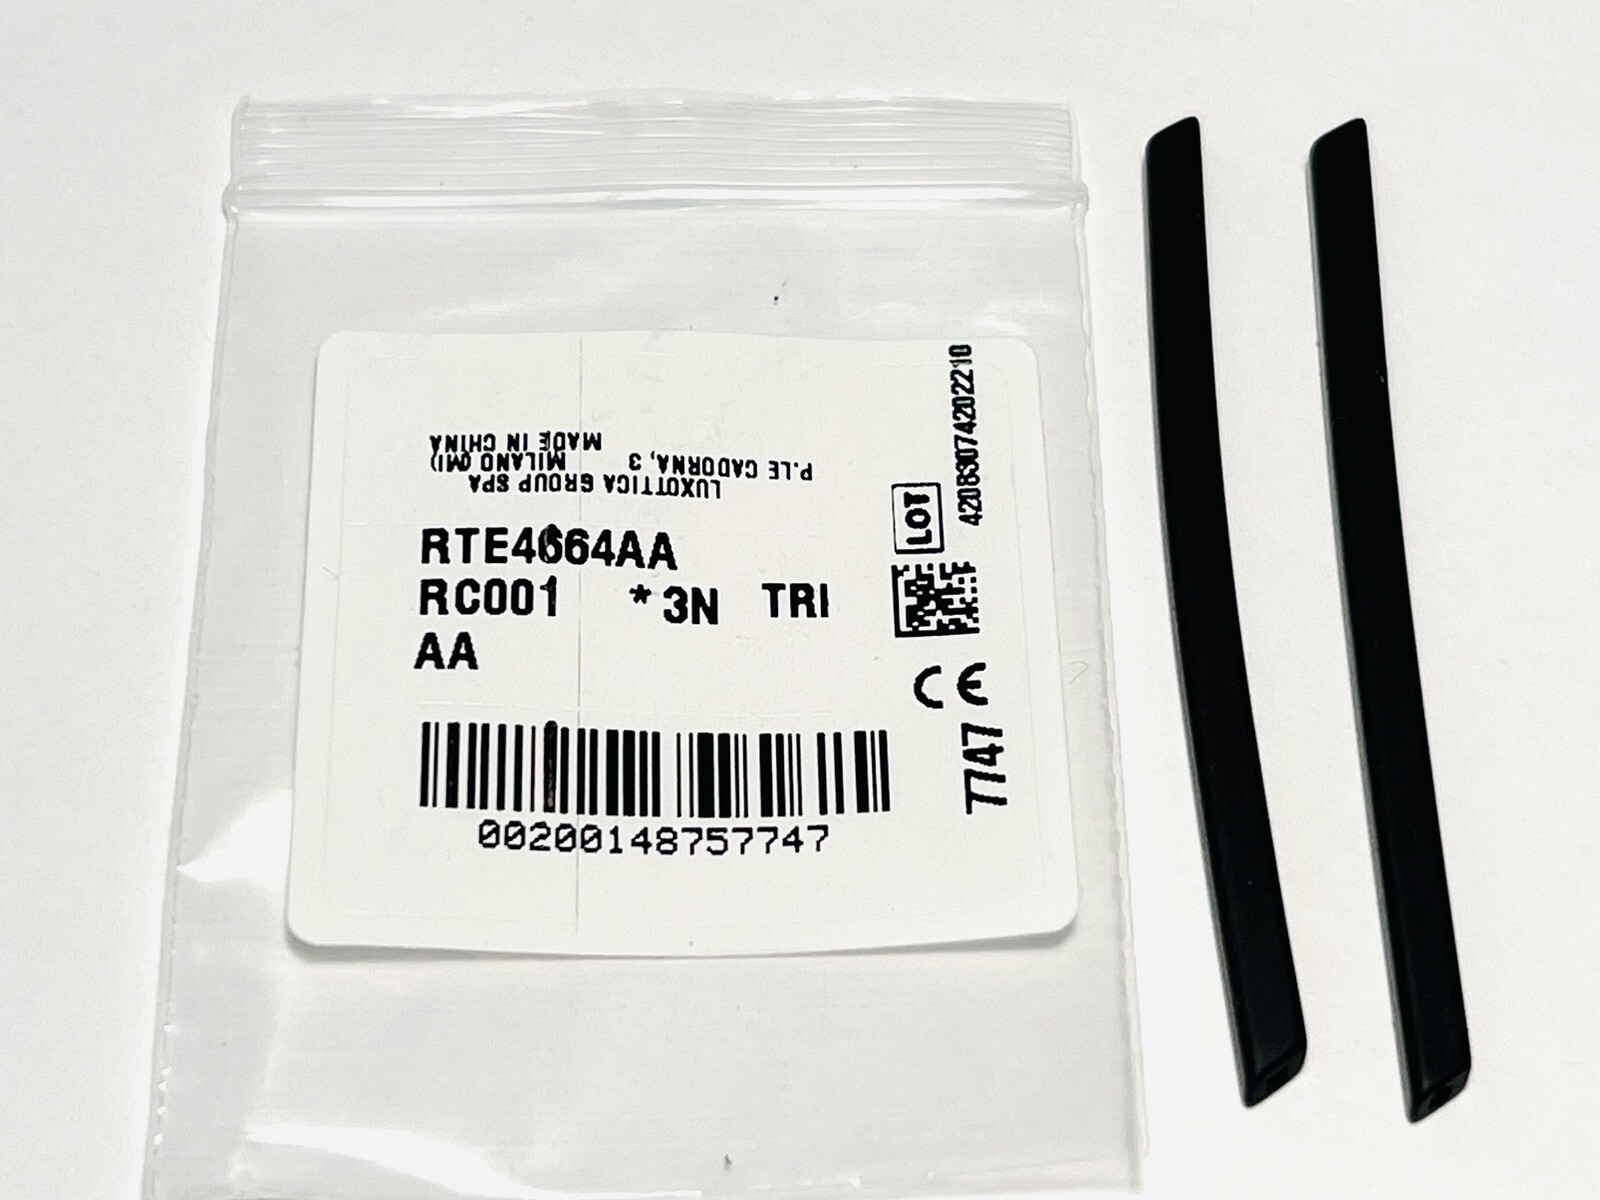 LUXOTTICA GROUP SPA
P.LE CADORNA, 3 MILANO (MI)
MADE IN CHINA
RTE4664AA
RC001 *3N TRI
AA
00200148757747
LOT
42083074202210
CE
7747